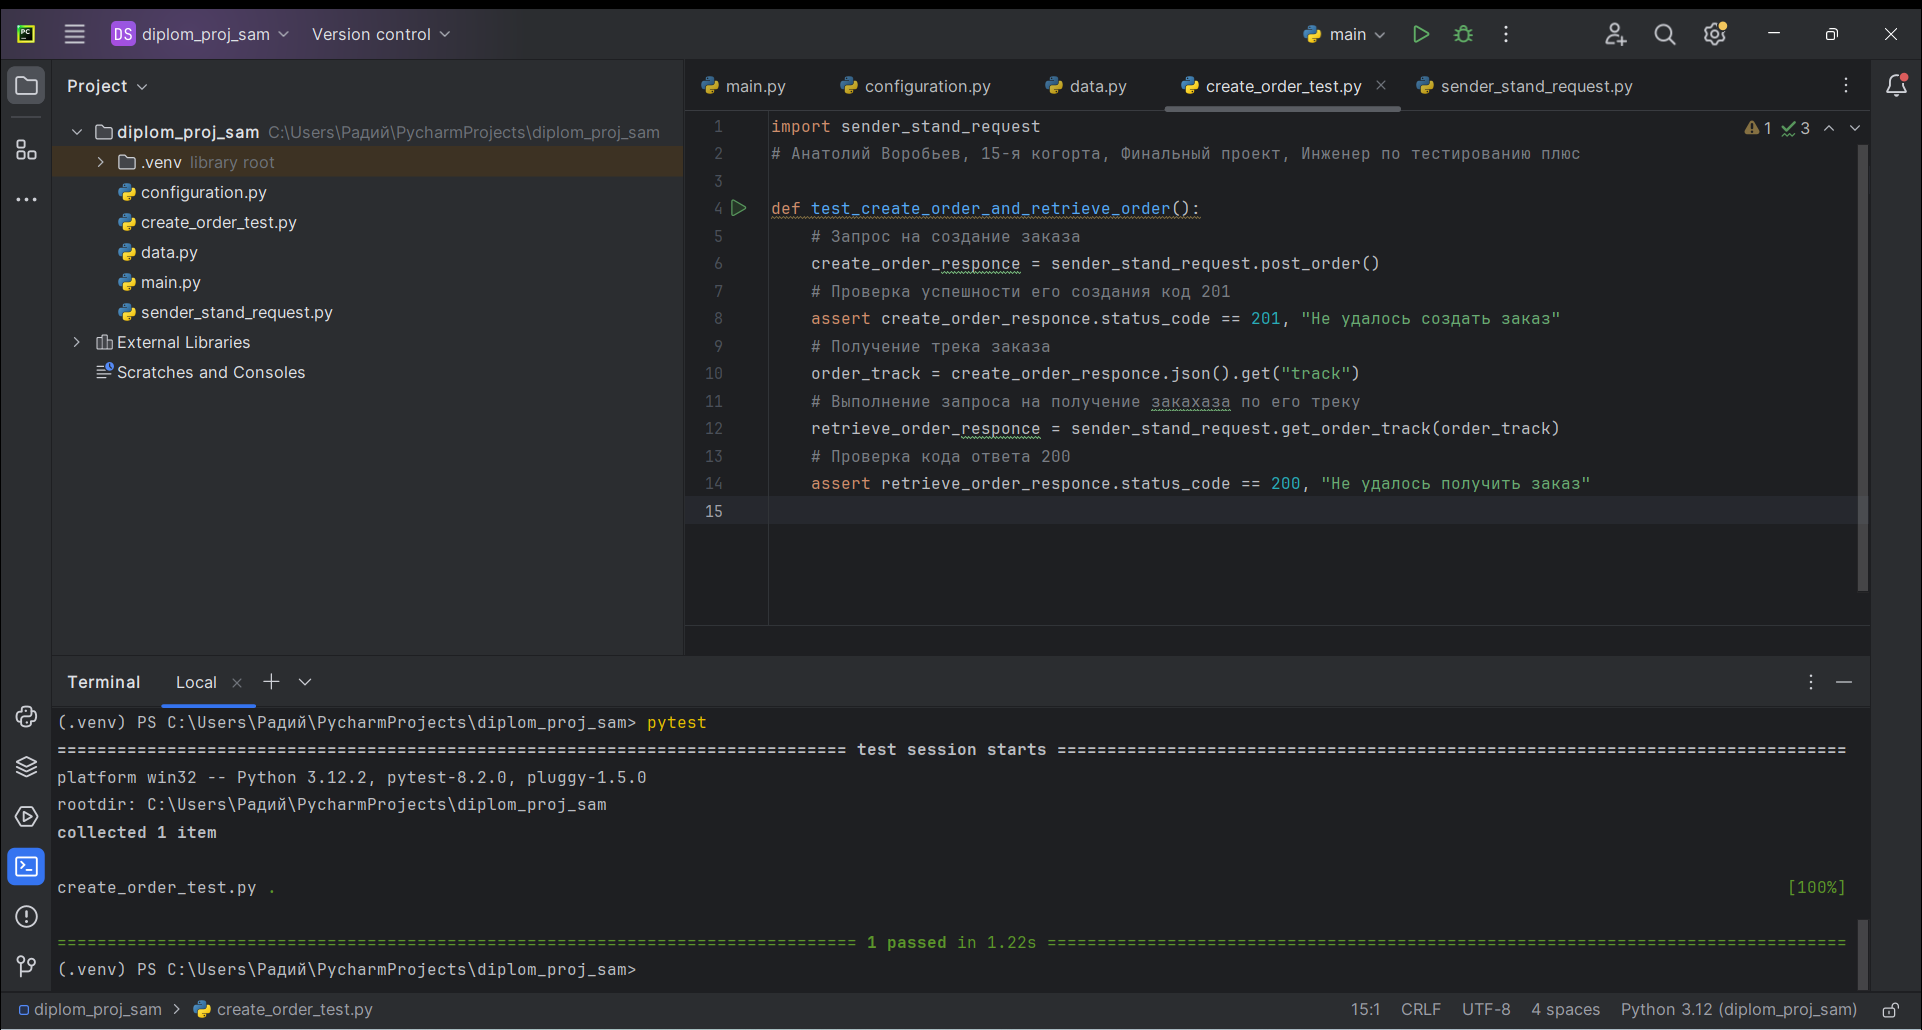 PC
DS diplom_proj_sam Version control main
Project
diplom_proj_sam C:\Users\Радий\PycharmProjects\diplom_proj_sam
.venv library root
configuration.py
create_order_test.py
data.py
main.py
sender_stand_request.py
External Libraries
Scratches and Consoles
main.py configuration.py data.py create_order_test.py sender_stand_request.py
1 3
1 import sender_stand_request
2 # Анатолий Воробьев, 15-я когорта, Финальный проект, Инженер по тестированию плюс
3
4 def test_create_order_and_retrieve_order():
5 # Запрос на создание заказа
6 create_order_responce = sender_stand_request.post_order()
7 # Проверка успешности его создания код 201
8 assert create_order_responce.status_code == 201, "Не удалось создать заказ"
9 # Получение трека заказа
10 order_track = create_order_responce.json().get("track")
11 # Выполнение запроса на получение закахаза по его треку
12 retrieve_order_responce = sender_stand_request.get_order_track(order_track)
13 # Проверка кода ответа 200
14 assert retrieve_order_responce.status_code == 200, "Не удалось получить заказ"
15
Terminal Local
(.venv) PS C:\Users\Радий\PycharmProjects\diplom_proj_sam> pytest
=============================================================================== test session starts ===============================================================================
platform win32 -- Python 3.12.2, pytest-8.2.0, pluggy-1.5.0
rootdir: C:\Users\Радий\PycharmProjects\diplom_proj_sam
collected 1 item
create_order_test.py . [100%]
================================================================================ 1 passed in 1.22s ================================================================================
(.venv) PS C:\Users\Радий\PycharmProjects\diplom_proj_sam>
diplom_proj_sam > create_order_test.py 15:1 CRLF UTF-8 4 spaces Python 3.12 (diplom_proj_sam)